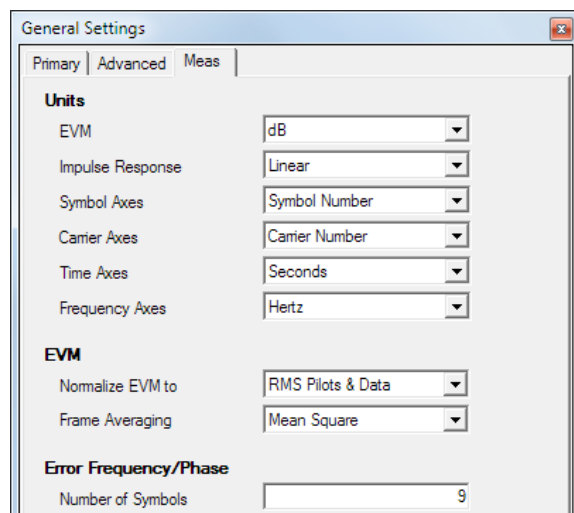 General Settings
Primary Advanced Meas
Units
EVM dB
Impulse Response Linear
Symbol Axes Symbol Number
Carrier Axes Carrier Number
Time Axes Seconds
Frequency Axes Hertz
EVM
Normalize EVM to RMS Pilots & Data
Frame Averaging Mean Square
Error Frequency/Phase
Number of Symbols 9